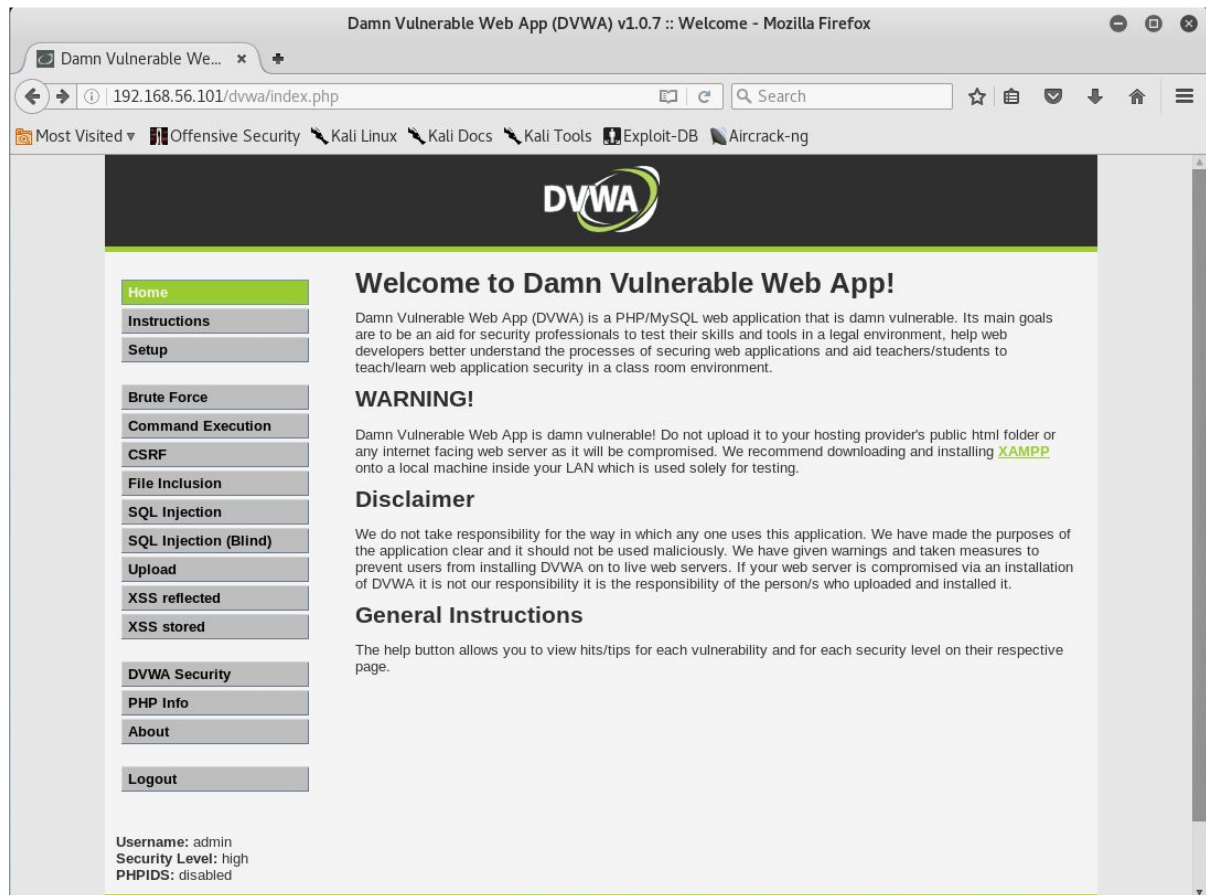 Damn Vulnerable Web App (DVWA) v1.0.7 :: Welcome - Mozilla Firefox
Damn Vulnerable We...
192.168.56.101/dvwa/index.php
Search
Most Visited
Offensive Security
Kali Linux
Kali Docs
Kali Tools
Exploit-DB
Aircrack-ng
DVWA
Home
Instructions
Setup
Brute Force
Command Execution
CSRF
File Inclusion
SQL Injection
SQL Injection (Blind)
Upload
XSS reflected
XSS stored
DVWA Security
PHP Info
About
Logout
Username: admin
Security Level: high
PHPIDS: disabled
Welcome to Damn Vulnerable Web App!
Damn Vulnerable Web App (DVWA) is a PHP/MySQL web application that is damn vulnerable. Its main goals
are to be an aid for security professionals to test their skills and tools in a legal environment, help web
developers better understand the processes of securing web applications and aid teachers/students to
teach/learn web application security in a class room environment.
WARNING!
Damn Vulnerable Web App is damn vulnerable! Do not upload it to your hosting provider's public html folder or
any internet facing web server as it will be compromised. We recommend downloading and installing XAMPP
onto a local machine inside your LAN which is used solely for testing.
Disclaimer
We do not take responsibility for the way in which any one uses this application. We have made the purposes of
the application clear and it should not be used maliciously. We have given warnings and taken measures to
prevent users from installing DVWA on to live web servers. If your web server is compromised via an installation
of DVWA it is not our responsibility it is the responsibility of the person/s who uploaded and installed it.
General Instructions
The help button allows you to view hits/tips for each vulnerability and for each security level on their respective
page.